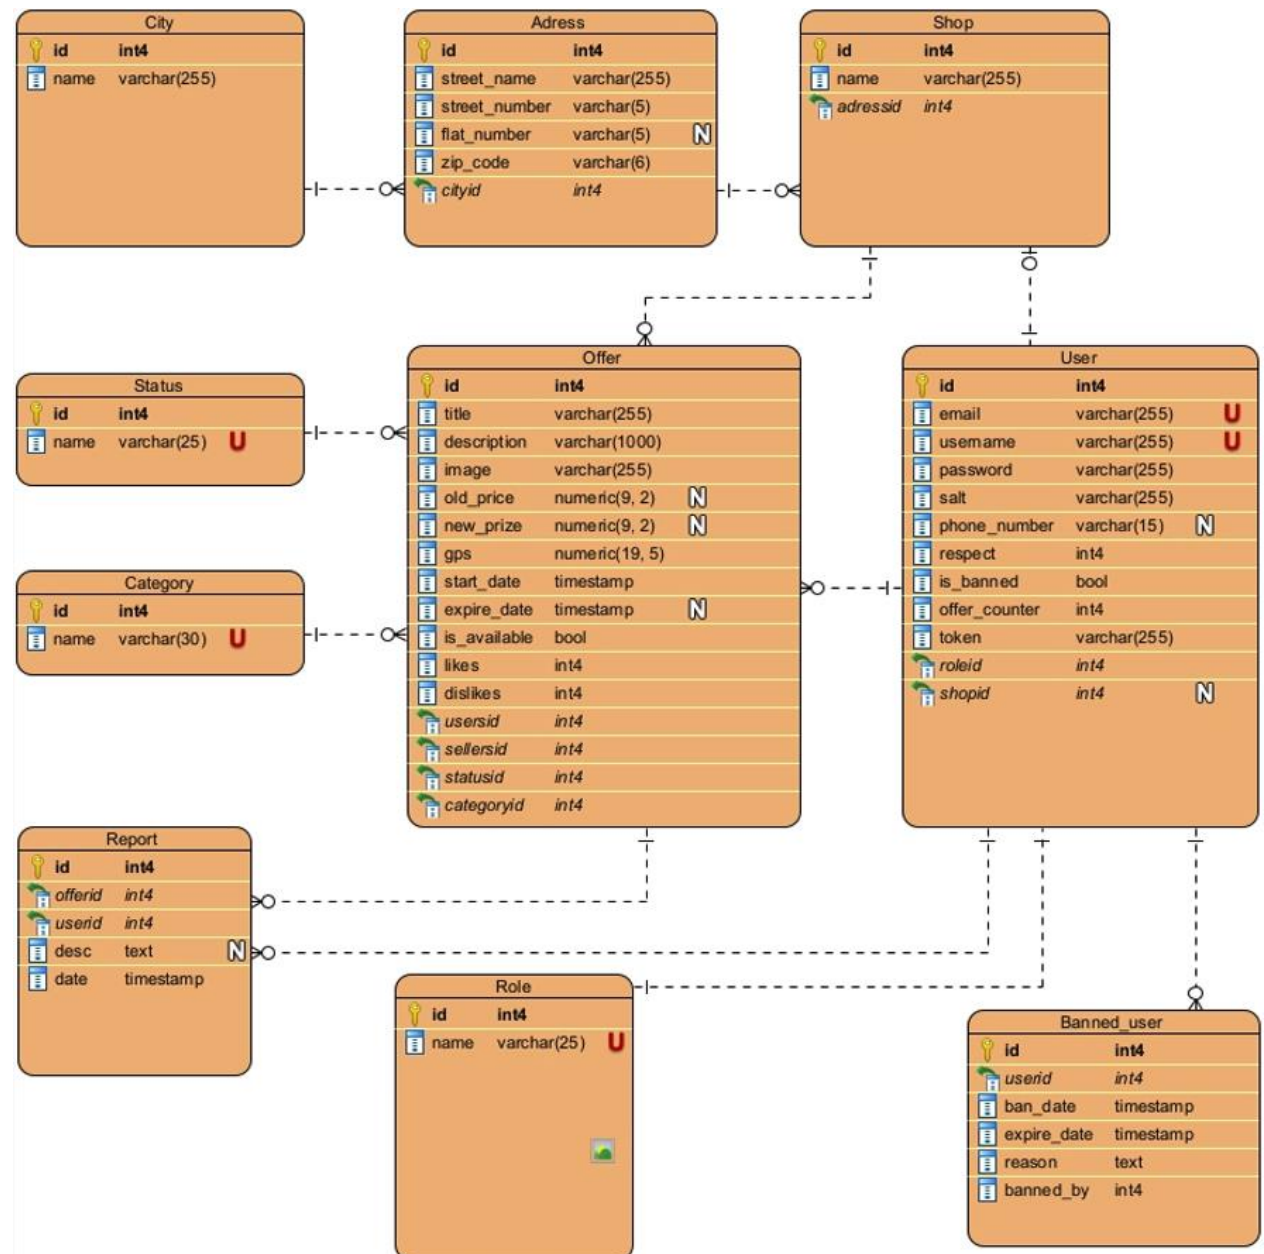 City
id int4
name varchar(255)
Adress
id int4
street_name varchar(255)
street_number varchar(5)
flat_number varchar(5) N
zip_code varchar(6)
cityid int4
Shop
id int4
name varchar(255)
adressid int4
Status
id int4
name varchar(25) U
Category
id int4
name varchar(30) U
Offer
id int4
title varchar(255)
description varchar(1000)
image varchar(255)
old_price numeric(9, 2) N
new_prize numeric(9, 2) N
gps numeric(19, 5)
start_date timestamp
expire_date timestamp N
is_available bool
likes int4
dislikes int4
usersid int4
sellersid int4
statusid int4
categoryid int4
User
id int4
email varchar(255) U
username varchar(255) U
password varchar(255)
salt varchar(255)
phone_number varchar(15) N
respect int4
is_banned bool
offer_counter int4
token varchar(255)
roleid int4
shopid int4 N
Report
id int4
offerid int4
userid int4
desc text N
date timestamp
Role
id int4
name varchar(25) U
Banned_user
id int4
userid int4
ban_date timestamp
expire_date timestamp
reason text
banned_by int4